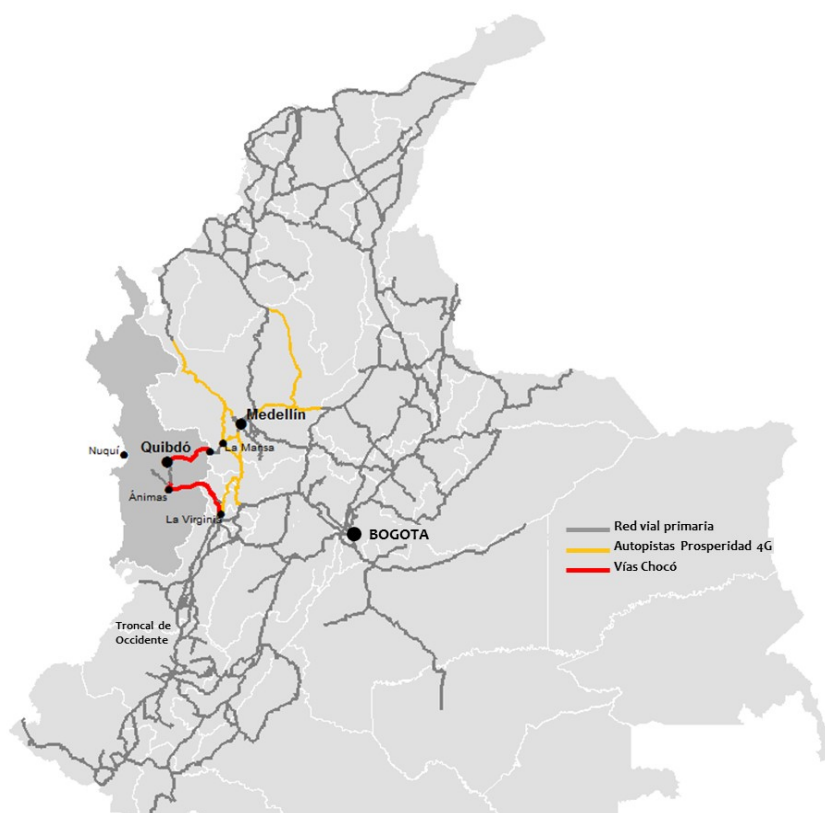 Medellín
Nuquí
Quibdó
La Mansa
Ánimas
La Virginia
BOGOTA
Red vial primaria
Autopistas Prosperidad 4G
Vías Chocó
Troncal de
Occidente